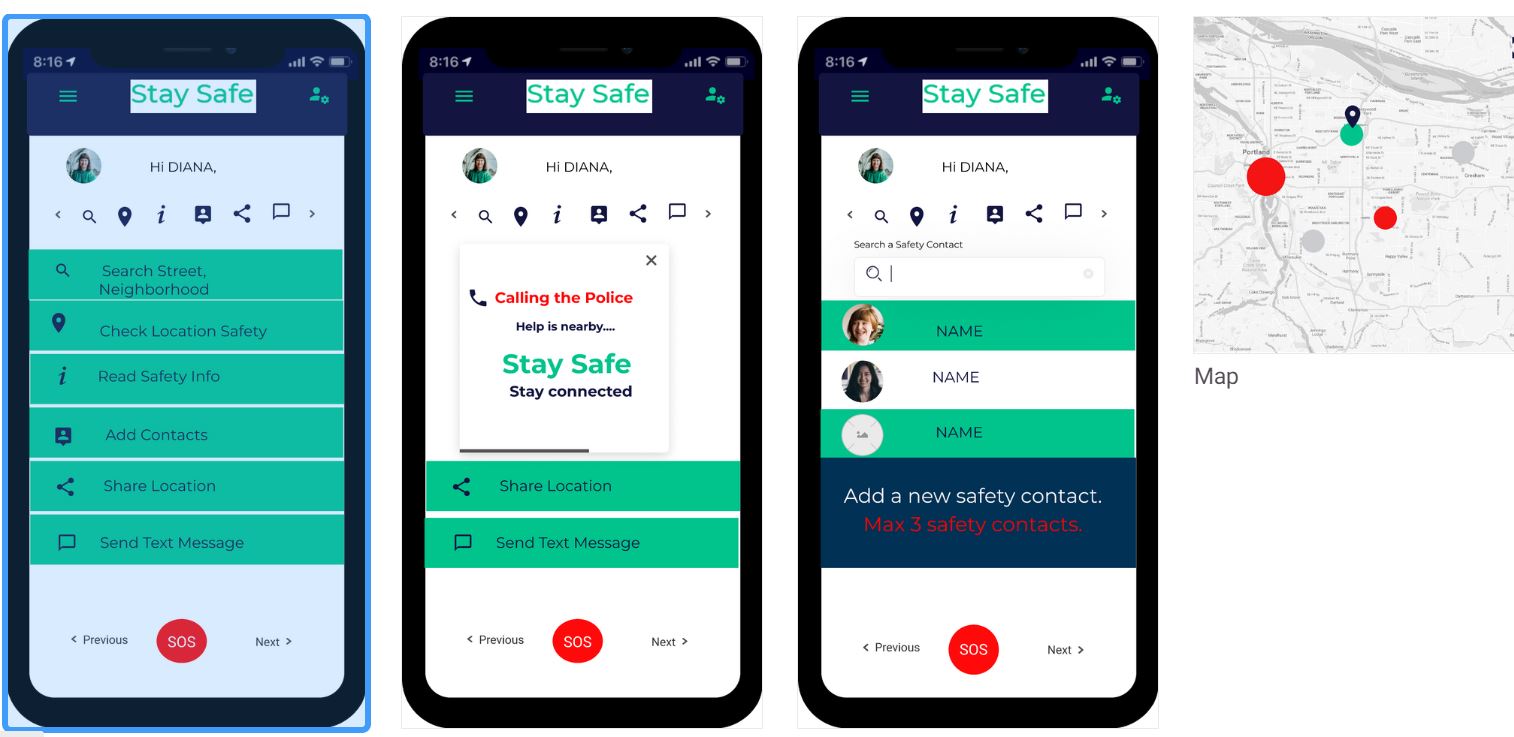 8:16
Stay Safe
Hi DIANA,
Search Street,
Neighborhood
Check Location Safety
Read Safety Info
Add Contacts
Share Location
Send Text Message
< Previous
SOS
Next >
8:16
Stay Safe
Hi DIANA,
Calling the Police
Help is nearby....
Stay Safe
Stay connected
Share Location
Send Text Message
< Previous
SOS
Next >
8:16
Stay Safe
Hi DIANA,
Search a Safety Contact
NAME
NAME
NAME
Add a new safety contact.
Max 3 safety contacts.
< Previous
SOS
Next >
Portland
Gresham
Map